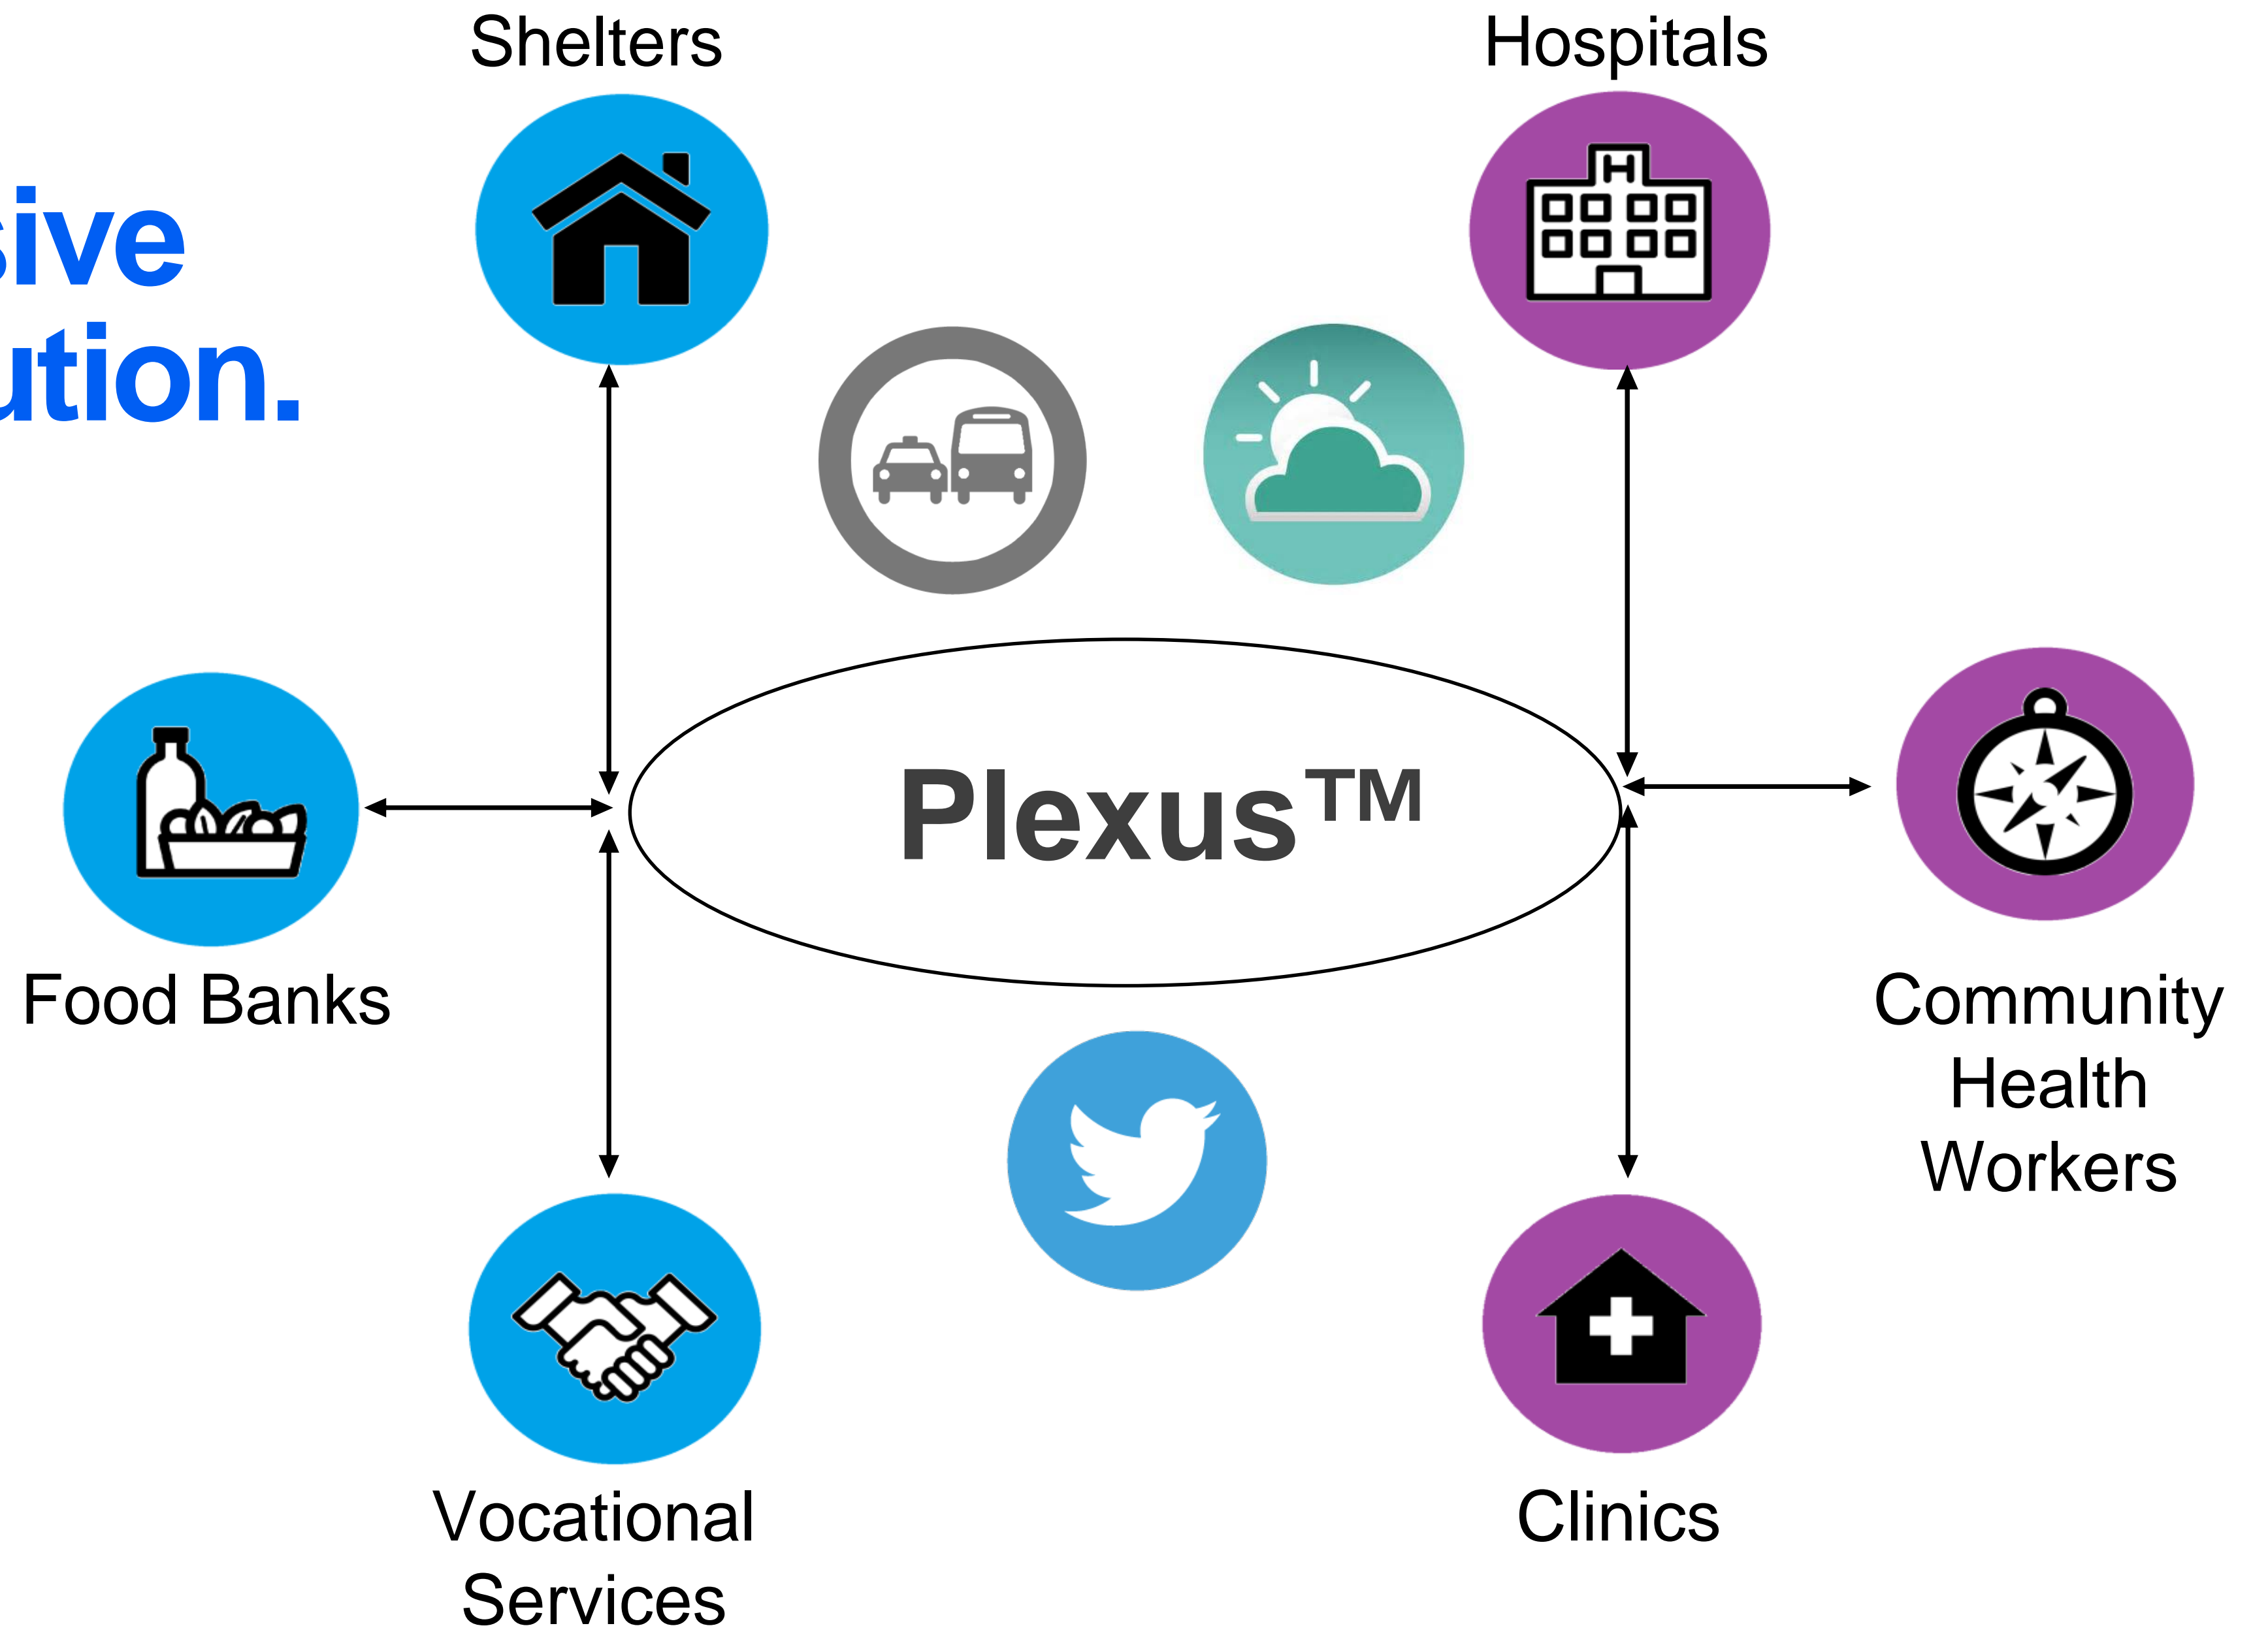 Shelters
Hospitals
sive
ution.
Plexus™
Food Banks
Community
Health
Workers
Vocational
Services
Clinics